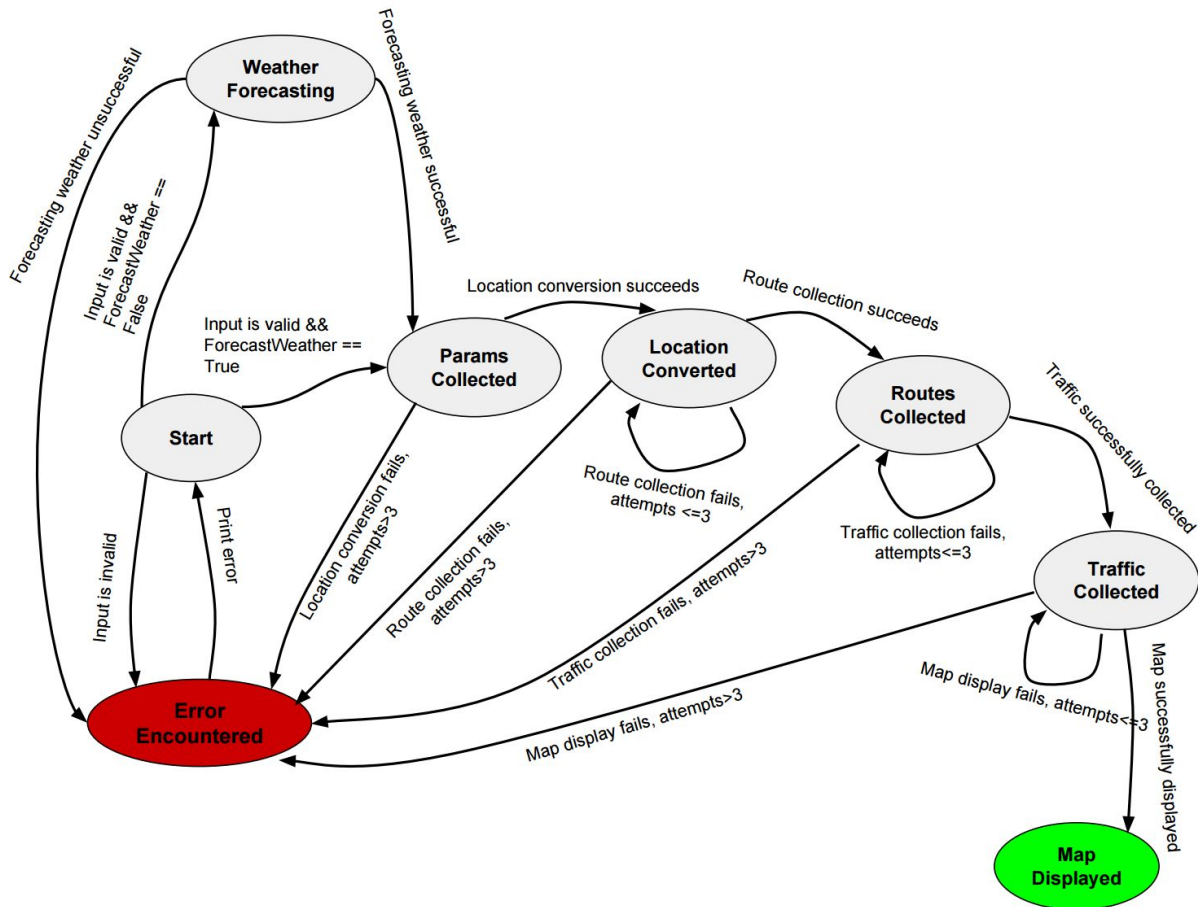 Weather
Forecasting
Forecasting weather unsuccessful
Forecasting weather successful
Input is valid &&
ForecastWeather ==
False
Input is valid &&
ForecastWeather ==
True
Start
Params
Collected
Location conversion succeeds
Location
Converted
Route collection succeeds
Routes
Collected
Traffic successfully collected
Route collection fails,
attempts <=3
Traffic collection fails,
attempts<=3
Traffic
Collected
Input is invalid
Print error
Location conversion fails,
attempts>3
Route collection fails,
attempts>3
Traffic collection fails, attempts>3
Map display fails, attempts>3
Map display fails, attempts<=3
Map successfully displayed
Error
Encountered
Map
Displayed